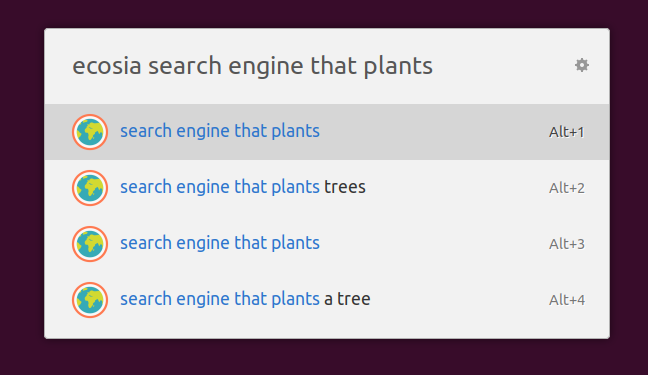 ecosia search engine that plants
search engine that plants Alt+1
search engine that plants trees Alt+2
search engine that plants Alt+3
search engine that plants a tree Alt+4